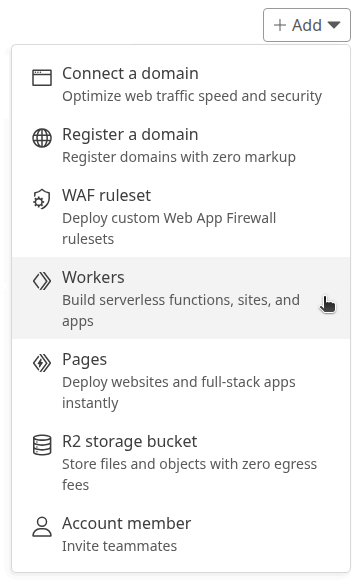 + Add
Connect a domain
Optimize web traffic speed and security
Register a domain
Register domains with zero markup
WAF ruleset
Deploy custom Web App Firewall
rulesets
Workers
Build serverless functions, sites, and
apps
Pages
Deploy websites and full-stack apps
instantly
R2 storage bucket
Store files and objects with zero egress
fees
Account member
Invite teammates